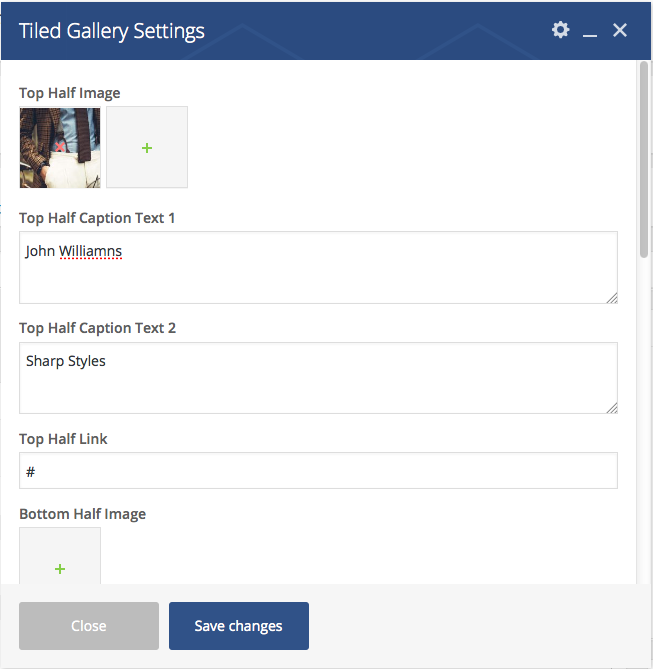 Tiled Gallery Settings
Top Half Image
+
Top Half Caption Text 1
John Williamns
Top Half Caption Text 2
Sharp Styles
Top Half Link
#
Bottom Half Image
+
Close Save changes